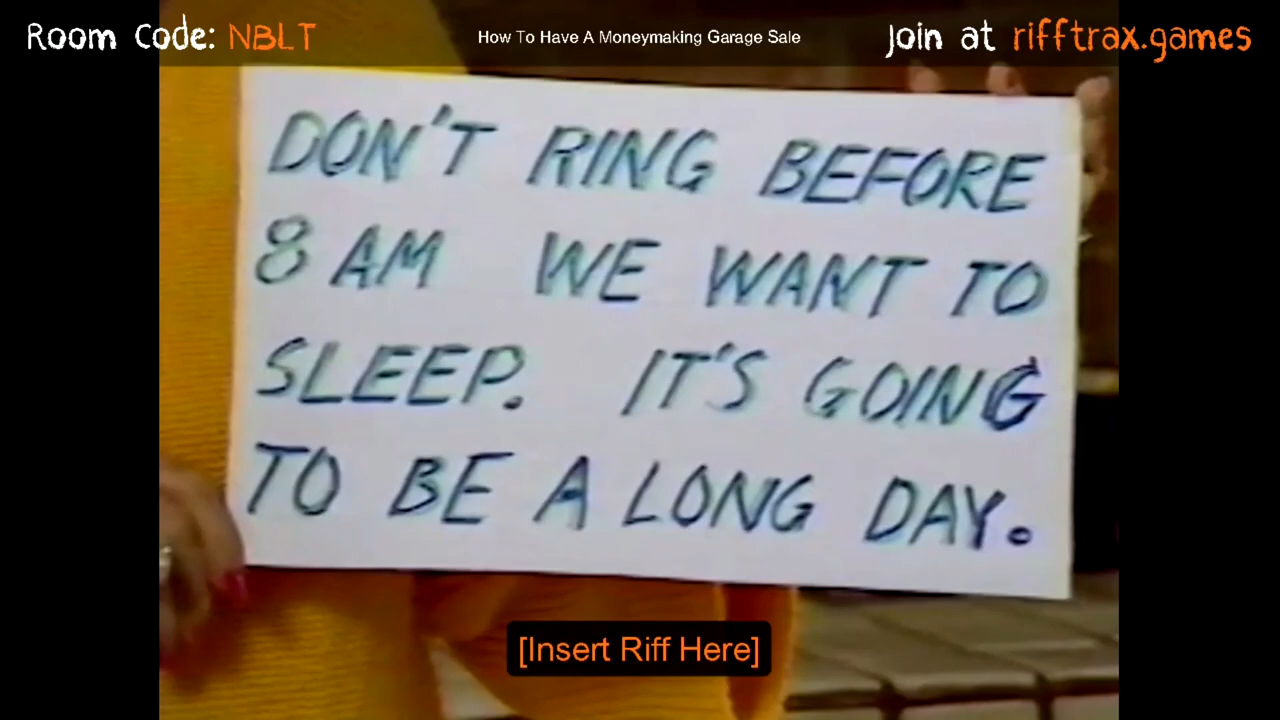 Room Code: NBLT
How To Have A Moneymaking Garage Sale
Join at rifftrax.games
DON'T RING BEFORE
8 AM WE WANT TO
SLEEP. IT'S GOING
TO BE A LONG DAY.
[Insert Riff Here]